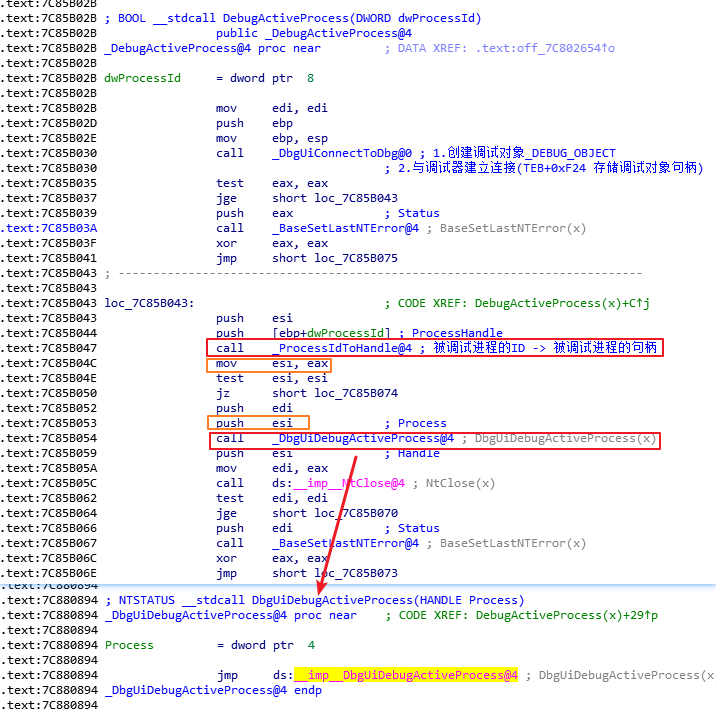 .text:7C85B02B
.text:7C85B02B ; BOOL __stdcall DebugActiveProcess(DWORD dwProcessId)
.text:7C85B02B                 public _DebugActiveProcess@4
.text:7C85B02B _DebugActiveProcess@4 proc near         ; DATA XREF: .text:off_7C802654↑o
.text:7C85B02B
.text:7C85B02B dwProcessId     = dword ptr  8
.text:7C85B02B
.text:7C85B02B                 mov     edi, edi
.text:7C85B02D                 push    ebp
.text:7C85B02E                 mov     ebp, esp
.text:7C85B030                 call    _DbgUiConnectToDbg@0 ; 1.创建调试对象_DEBUG_OBJECT
.text:7C85B030                                         ; 2.与调试器建立连接(TEB+0xF24 存储调试对象句柄)
.text:7C85B035                 test    eax, eax
.text:7C85B037                 jge     short loc_7C85B043
.text:7C85B039                 push    eax             ; Status
.text:7C85B03A                 call    _BaseSetLastNTError@4 ; BaseSetLastNTError(x)
.text:7C85B03F                 xor     eax, eax
.text:7C85B041                 jmp     short loc_7C85B075
.text:7C85B043 ; ---------------------------------------------------------------------------
.text:7C85B043
.text:7C85B043 loc_7C85B043:                           ; CODE XREF: DebugActiveProcess(x)+C↑j
.text:7C85B043                 push    esi
.text:7C85B044                 push    [ebp+dwProcessId] ; ProcessHandle
.text:7C85B047                 call    _ProcessIdToHandle@4 ; 被调试进程的ID -> 被调试进程的句柄
.text:7C85B04C                 mov     esi, eax
.text:7C85B04E                 test    esi, esi
.text:7C85B050                 jz      short loc_7C85B074
.text:7C85B052                 push    edi
.text:7C85B053                 push    esi             ; Process
.text:7C85B054                 call    _DbgUiDebugActiveProcess@4 ; DbgUiDebugActiveProcess(x)
.text:7C85B059                 push    esi             ; Handle
.text:7C85B05A                 mov     edi, eax
.text:7C85B05C                 call    ds:__imp__NtClose@4 ; NtClose(x)
.text:7C85B062                 test    edi, edi
.text:7C85B064                 jge     short loc_7C85B070
.text:7C85B066                 push    edi             ; Status
.text:7C85B067                 call    _BaseSetLastNTError@4 ; BaseSetLastNTError(x)
.text:7C85B06C                 xor     eax, eax
.text:7C85B06E                 jmp     short loc_7C85B073
.text:7C880894
.text:7C880894 ; NTSTATUS __stdcall DbgUiDebugActiveProcess(HANDLE Process)
.text:7C880894 _DbgUiDebugActiveProcess@4 proc near    ; CODE XREF: DebugActiveProcess(x)+29↑p
.text:7C880894
.text:7C880894 Process         = dword ptr  4
.text:7C880894
.text:7C880894                 jmp     ds:__imp__DbgUiDebugActiveProcess@4 ; DbgUiDebugActiveProcess(x
.text:7C880894 _DbgUiDebugActiveProcess@4 endp
.text:7C880894